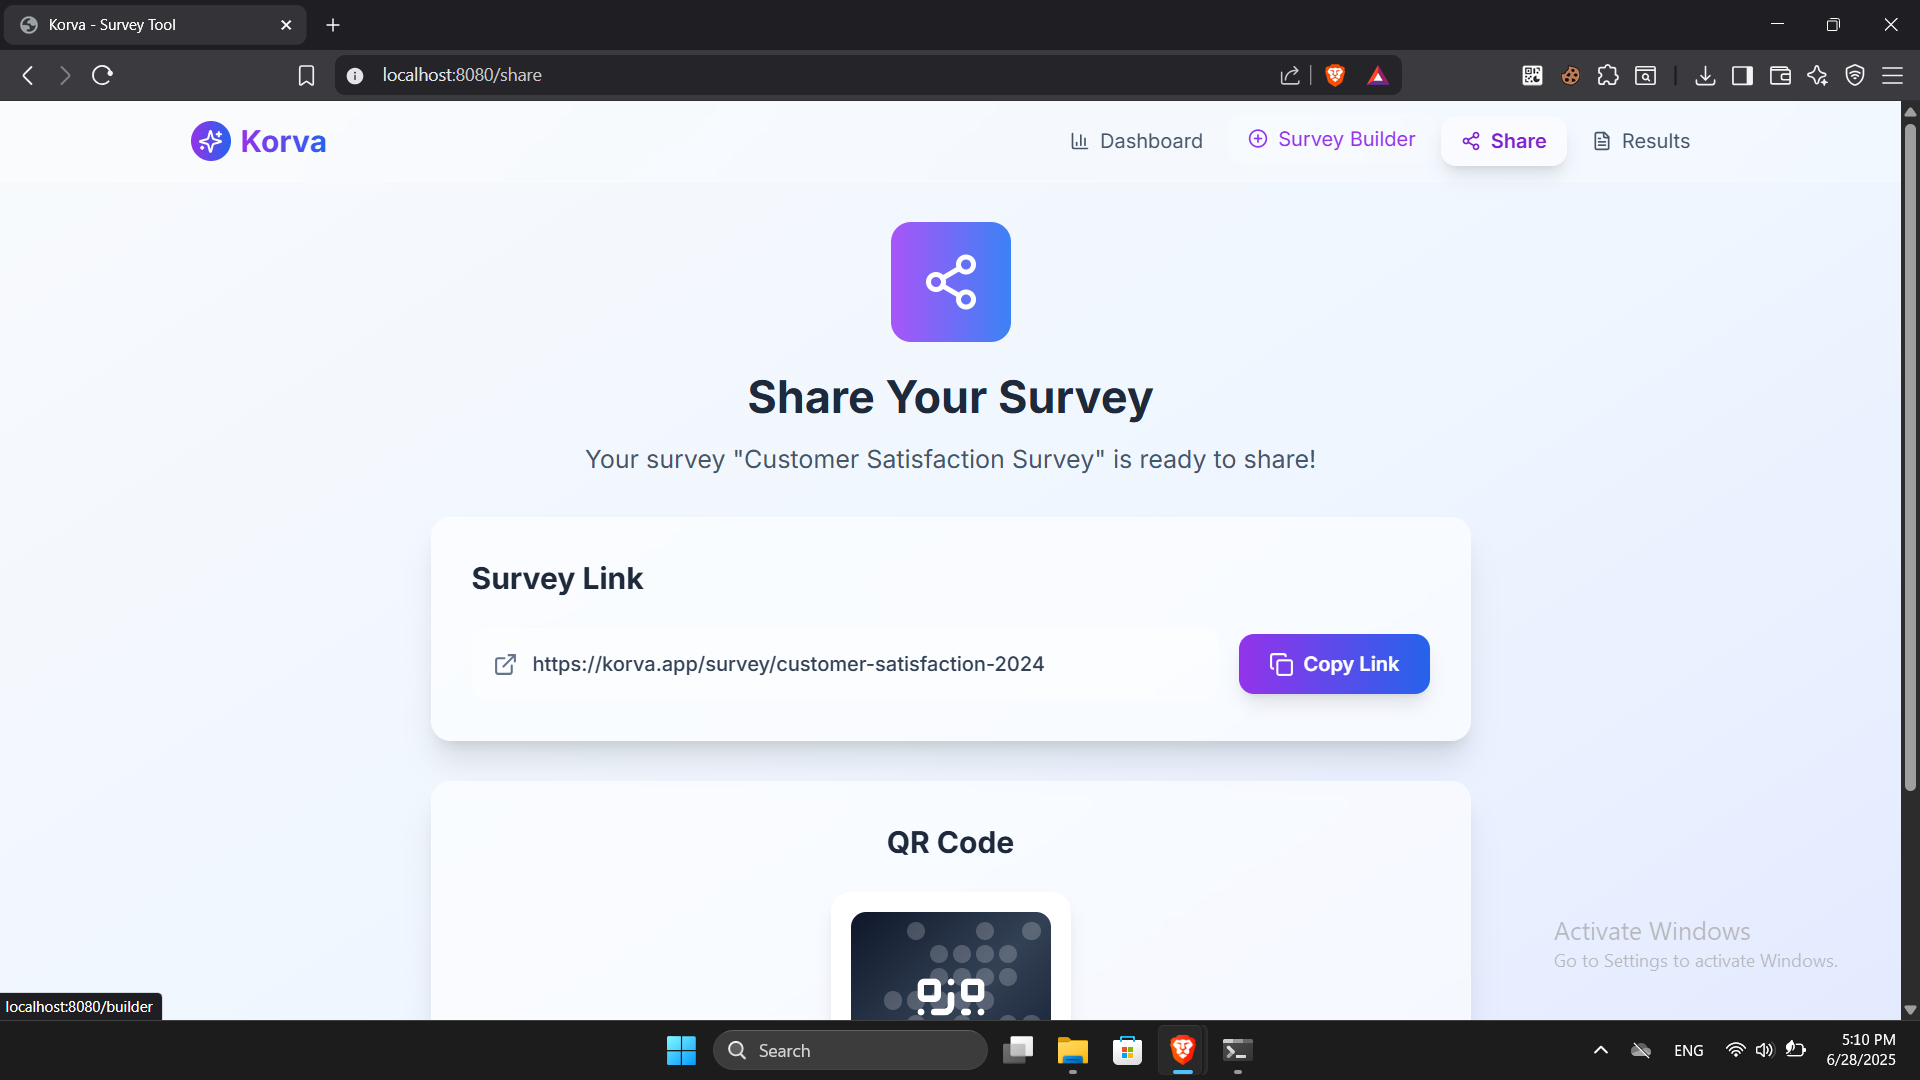 Korva - Survey Tool
localhost:8080/share
Korva
Dashboard
Survey Builder
Share
Results
Share Your Survey
Your survey "Customer Satisfaction Survey" is ready to share!
Survey Link
https://korva.app/survey/customer-satisfaction-2024
Copy Link
QR Code
Activate Windows
Go to Settings to activate Windows.
localhost:8080/builder
Search
ENG
5:10 PM
6/28/2025